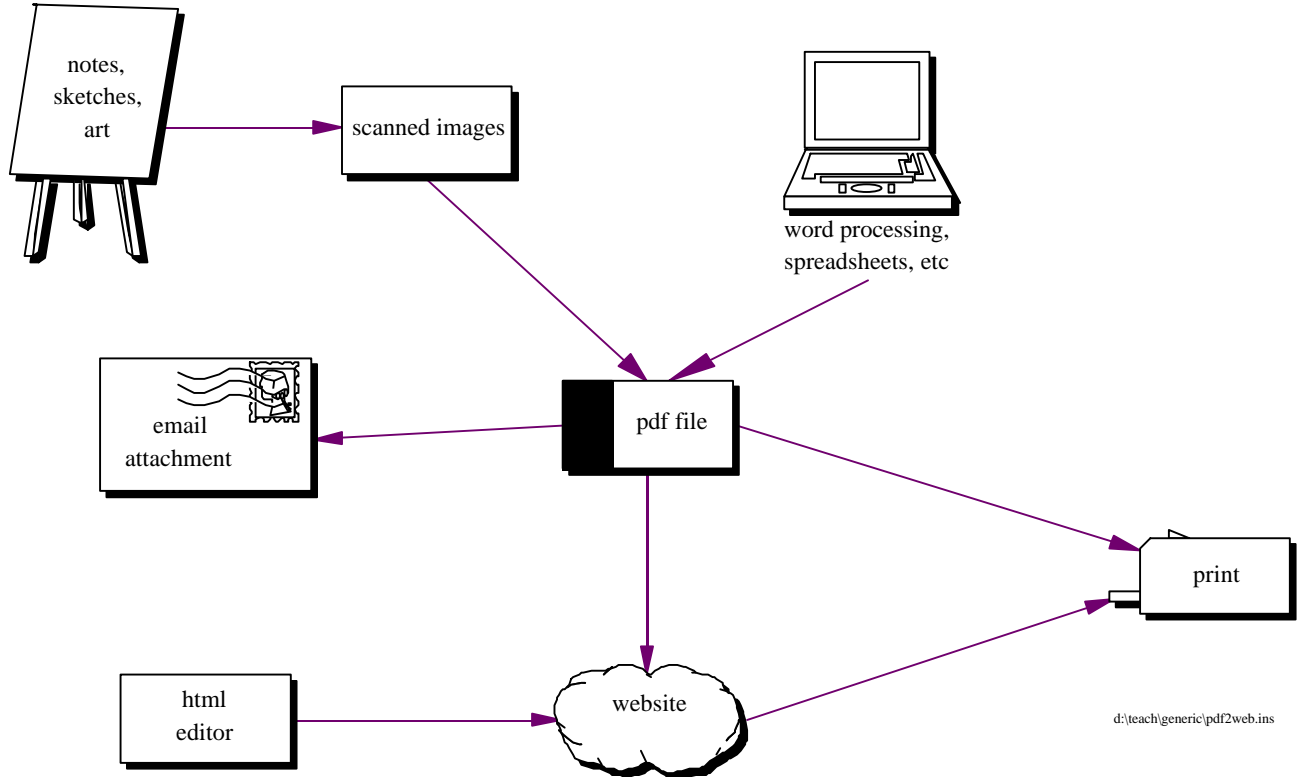 notes,
sketches,
art
scanned images
word processing,
spreadsheets, etc
email
attachment
pdf file
print
html
editor
website
d:\teach\generic\pdf2web.ins